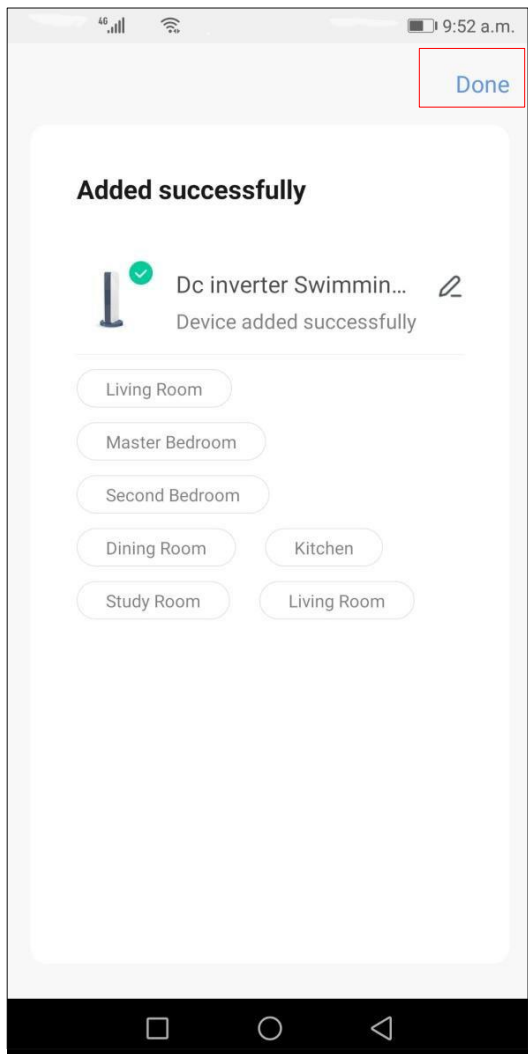 46 9:52 a.m.
Done
Added successfully
Dc inverter Swimmin...
Device added successfully
Living Room
Master Bedroom
Second Bedroom
Dining Room Kitchen
Study Room Living Room